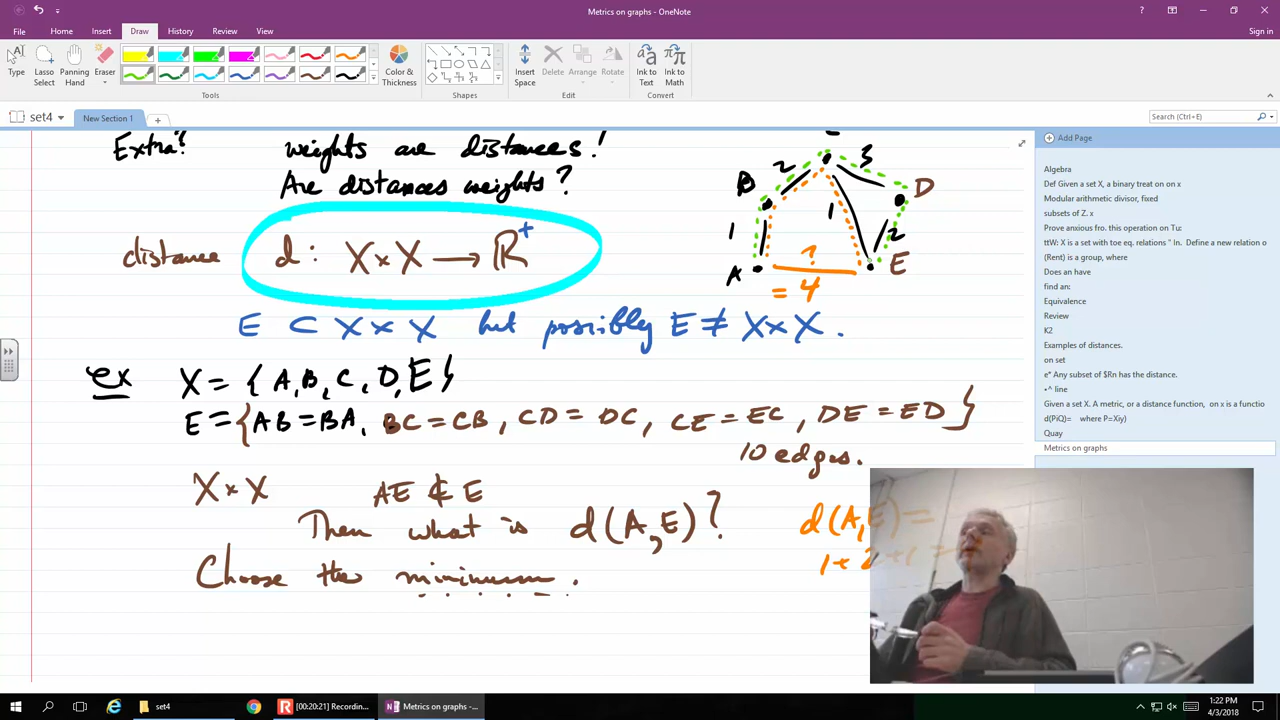 Metrics on graphs - OneNote
Sign in
File Home Insert Draw History Review View
Type Lasso Select Panning Hand Eraser
Color & Thickness
Insert Space Delete Arrange Rotate
Ink to Text Ink to Math
Tools Shapes Edit Convert
set4 New Section 1
Search (Ctrl+E)
Extra? weights are distances!
Are distances weights?
distance d: X×X → R+
E ⊂ X×X but possibly E ≠ X×X.
B 2 3 D
1 1 2
A ? E
= 4
ex X = { A, B, C, D, E }
E = { AB = BA, BC = CB, CD = DC, CE = EC, DE = ED }
10 edges.
X×X AE ∉ E
Then what is d(A,E)?
d(A,E) =
1+2+1 =
Choose the minimum.
Add Page
Algebra
Def Given a set X, a binary treat on on x
Modular arithmetic divisor, fixed
subsets of Z. x
Prove anxious fro. this operation on Tu:
ttW: X is a set with toe eq. relations " In. Define a new relation o
(Rent) is a group, where
Does an have
find an:
Equivalence
Review
K2
Examples of distances.
on set
e* Any subset of $Rn has the distance.
•^ line
Given a set X. A metric, or a distance function, on x is a functio
d(PiQ)= where P=Xiy)
Quay
Metrics on graphs
set4
[00:20:21] Recordin...
Metrics on graphs -...
1:22 PM
4/3/2018